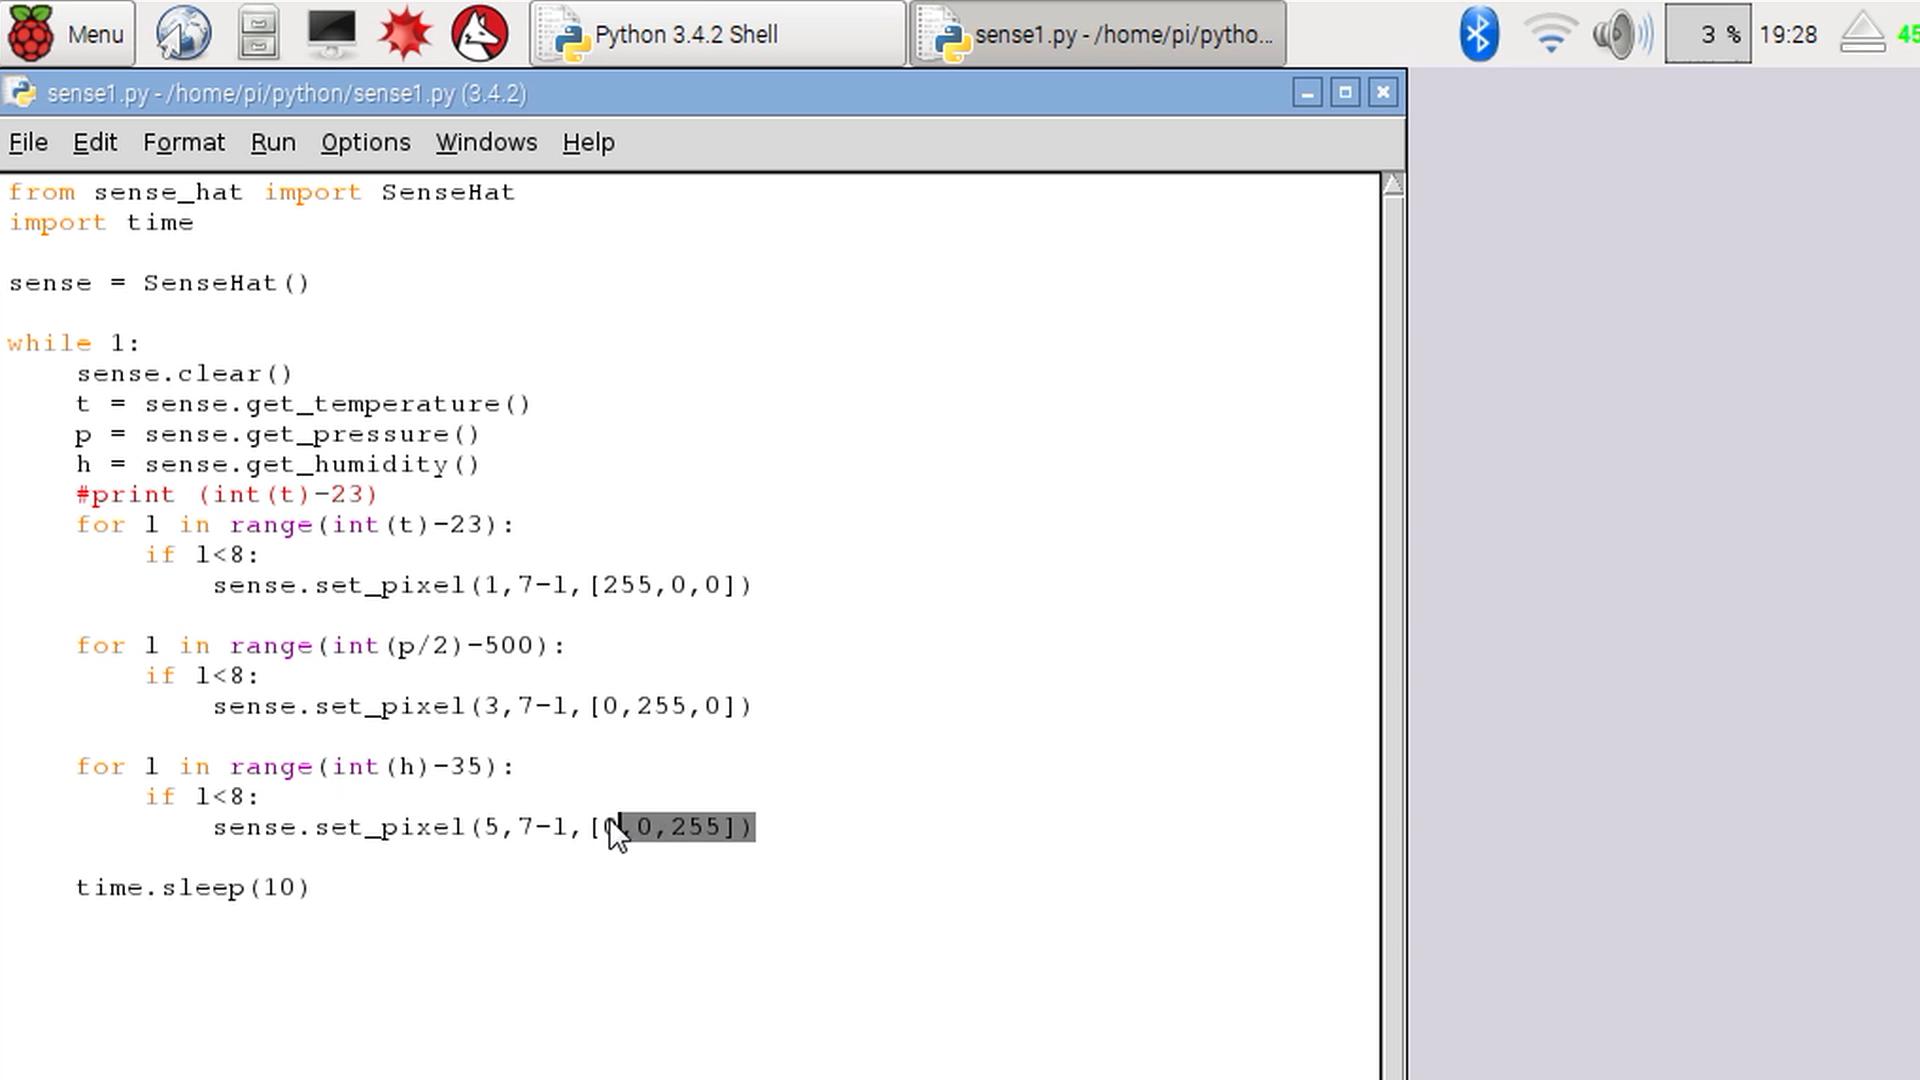 Menu
Python 3.4.2 Shell
sense1.py - /home/pi/pytho...
3 %
19:28
45
sense1.py - /home/pi/python/sense1.py (3.4.2)
File Edit Format Run Options Windows Help
from sense_hat import SenseHat
import time
sense = SenseHat()
while 1:
sense.clear()
t = sense.get_temperature()
p = sense.get_pressure()
h = sense.get_humidity()
#print (int(t)-23)
for l in range(int(t)-23):
if l<8:
sense.set_pixel(1,7-l,[255,0,0])
for l in range(int(p/2)-500):
if l<8:
sense.set_pixel(3,7-l,[0,255,0])
for l in range(int(h)-35):
if l<8:
sense.set_pixel(5,7-l,[0,0,255])
time.sleep(10)